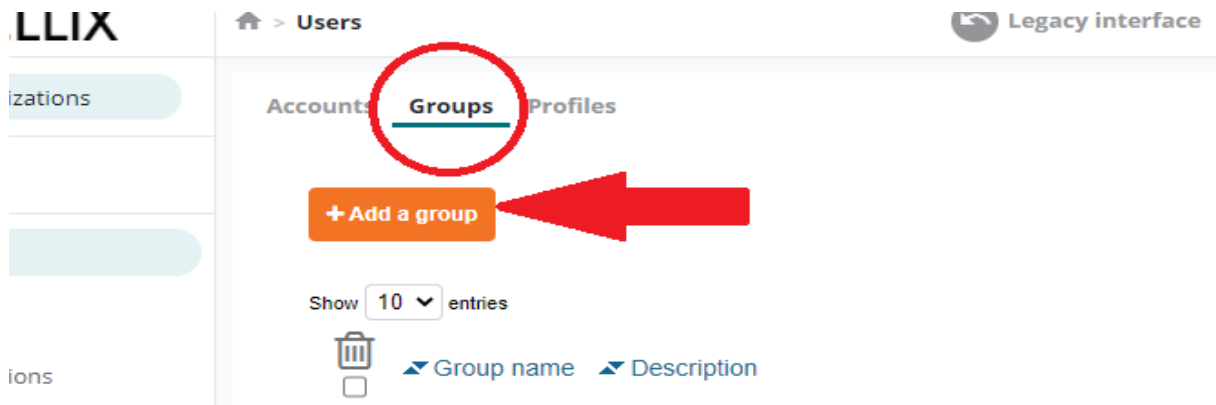 LLIX
> Users
Legacy interface
izations
Accounts Groups Profiles
+ Add a group
Show 10 entries
Group name Description
ions